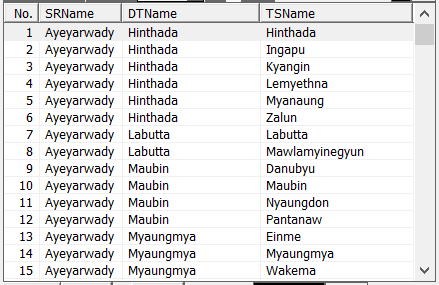 No. SRName DTName TSName
1 Ayeyarwady Hinthada Hinthada
2 Ayeyarwady Hinthada Ingapu
3 Ayeyarwady Hinthada Kyangin
4 Ayeyarwady Hinthada Lemyethna
5 Ayeyarwady Hinthada Myanaung
6 Ayeyarwady Hinthada Zalun
7 Ayeyarwady Labutta Labutta
8 Ayeyarwady Labutta Mawlamyinegyun
9 Ayeyarwady Maubin Danubyu
10 Ayeyarwady Maubin Maubin
11 Ayeyarwady Maubin Nyaungdon
12 Ayeyarwady Maubin Pantanaw
13 Ayeyarwady Myaungmya Einme
14 Ayeyarwady Myaungmya Myaungmya
15 Ayeyarwady Myaungmya Wakema